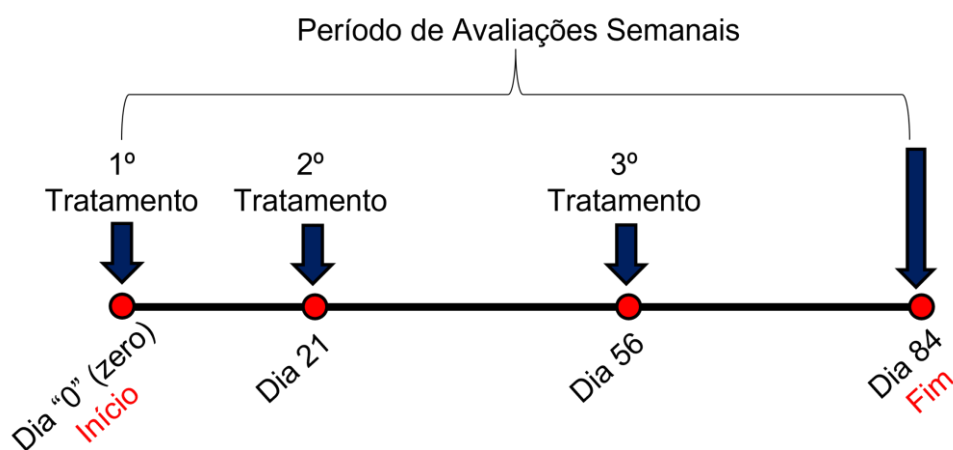 Período de Avaliações Semanais
1º
Tratamento
2º
Tratamento
3º
Tratamento
Dia “0” (zero)
Início
Dia 21
Dia 56
Dia 84
Fim